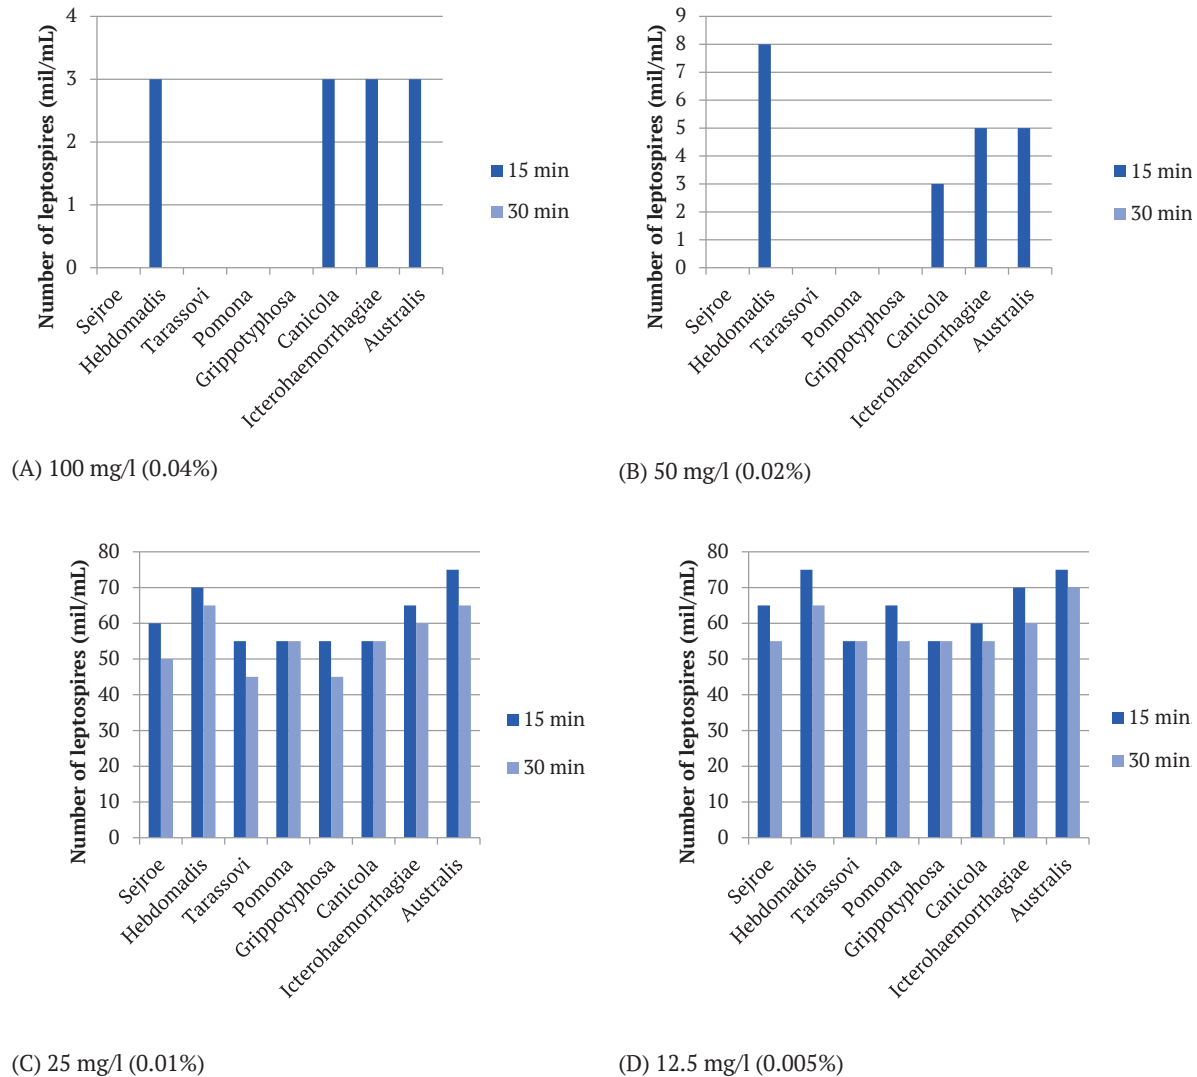 Number of leptospires (mil/mL)
4
3
2
1
0
Sejroe
Hebdomadis
Tarassovi
Pomona
Grippotyphosa
Canicola
Icterohaemorrhagiae
Australis
15 min
30 min
(A) 100 mg/l (0.04%)
Number of leptospires (mil/mL)
9
8
7
6
5
4
3
2
1
0
Sejroe
Hebdomadis
Tarassovi
Pomona
Grippotyphosa
Canicola
Icterohaemorrhagiae
Australis
15 min
30 min
(B) 50 mg/l (0.02%)
Number of leptospires (mil/mL)
80
70
60
50
40
30
20
10
0
Sejroe
Hebdomadis
Tarassovi
Pomona
Grippotyphosa
Canicola
Icterohaemorrhagiae
Australis
15 min
30 min
(C) 25 mg/l (0.01%)
Number of leptospires (mil/mL)
80
70
60
50
40
30
20
10
0
Sejroe
Hebdomadis
Tarassovi
Pomona
Grippotyphosa
Canicola
Icterohaemorrhagiae
Australis
15 min.
30 min.
(D) 12.5 mg/l (0.005%)